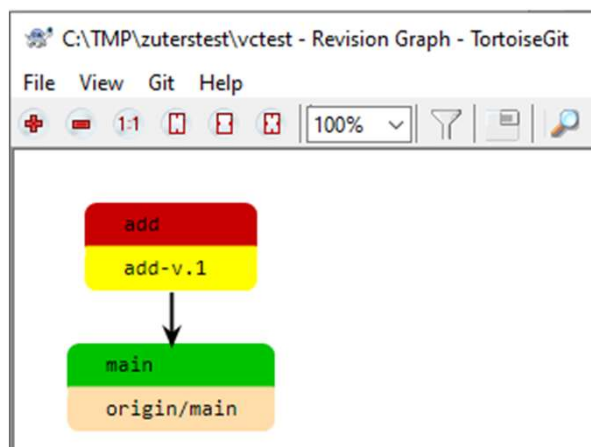 C:\TMP\zuterstest\vctest - Revision Graph - TortoiseGit
File View Git Help
1:1 100%
add
add-v.1
main
origin/main